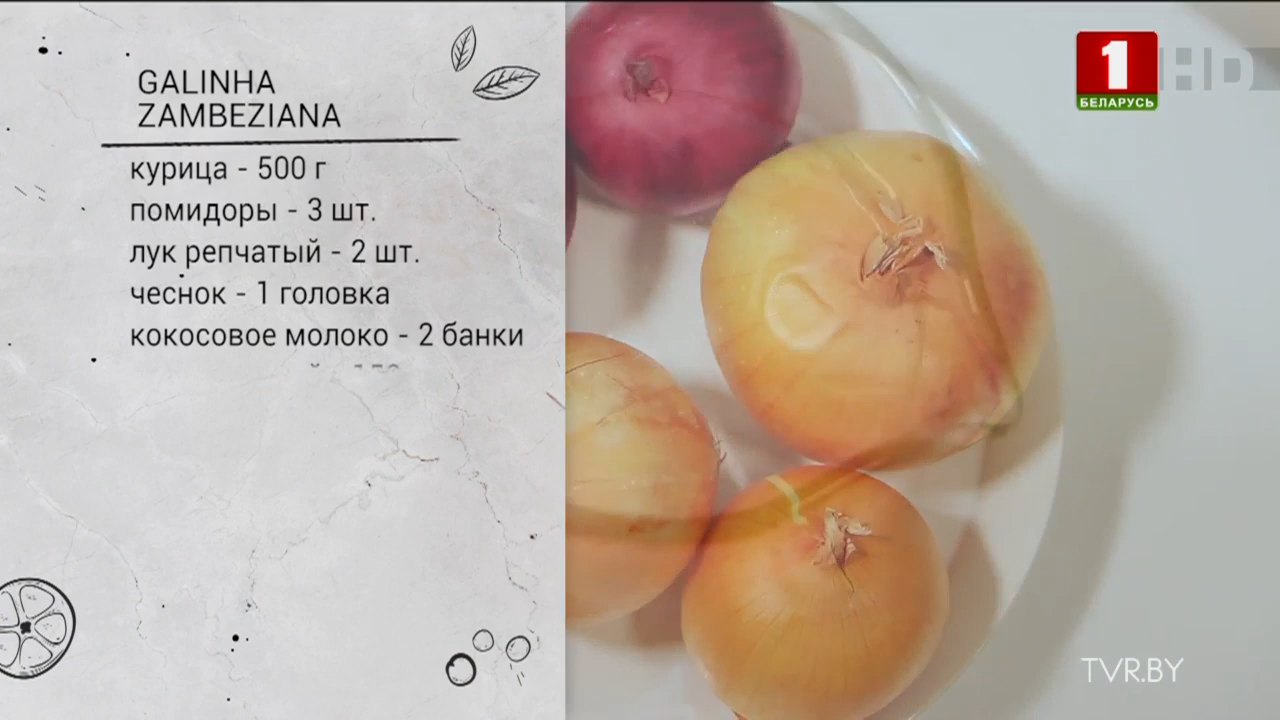 GALINHA
ZAMBEZIANA
курица - 500 г
помидоры - 3 шт.
лук репчатый - 2 шт.
чеснок - 1 головка
кокосовое молоко - 2 банки
1 HD
БЕЛАРУСЬ
TVR.BY